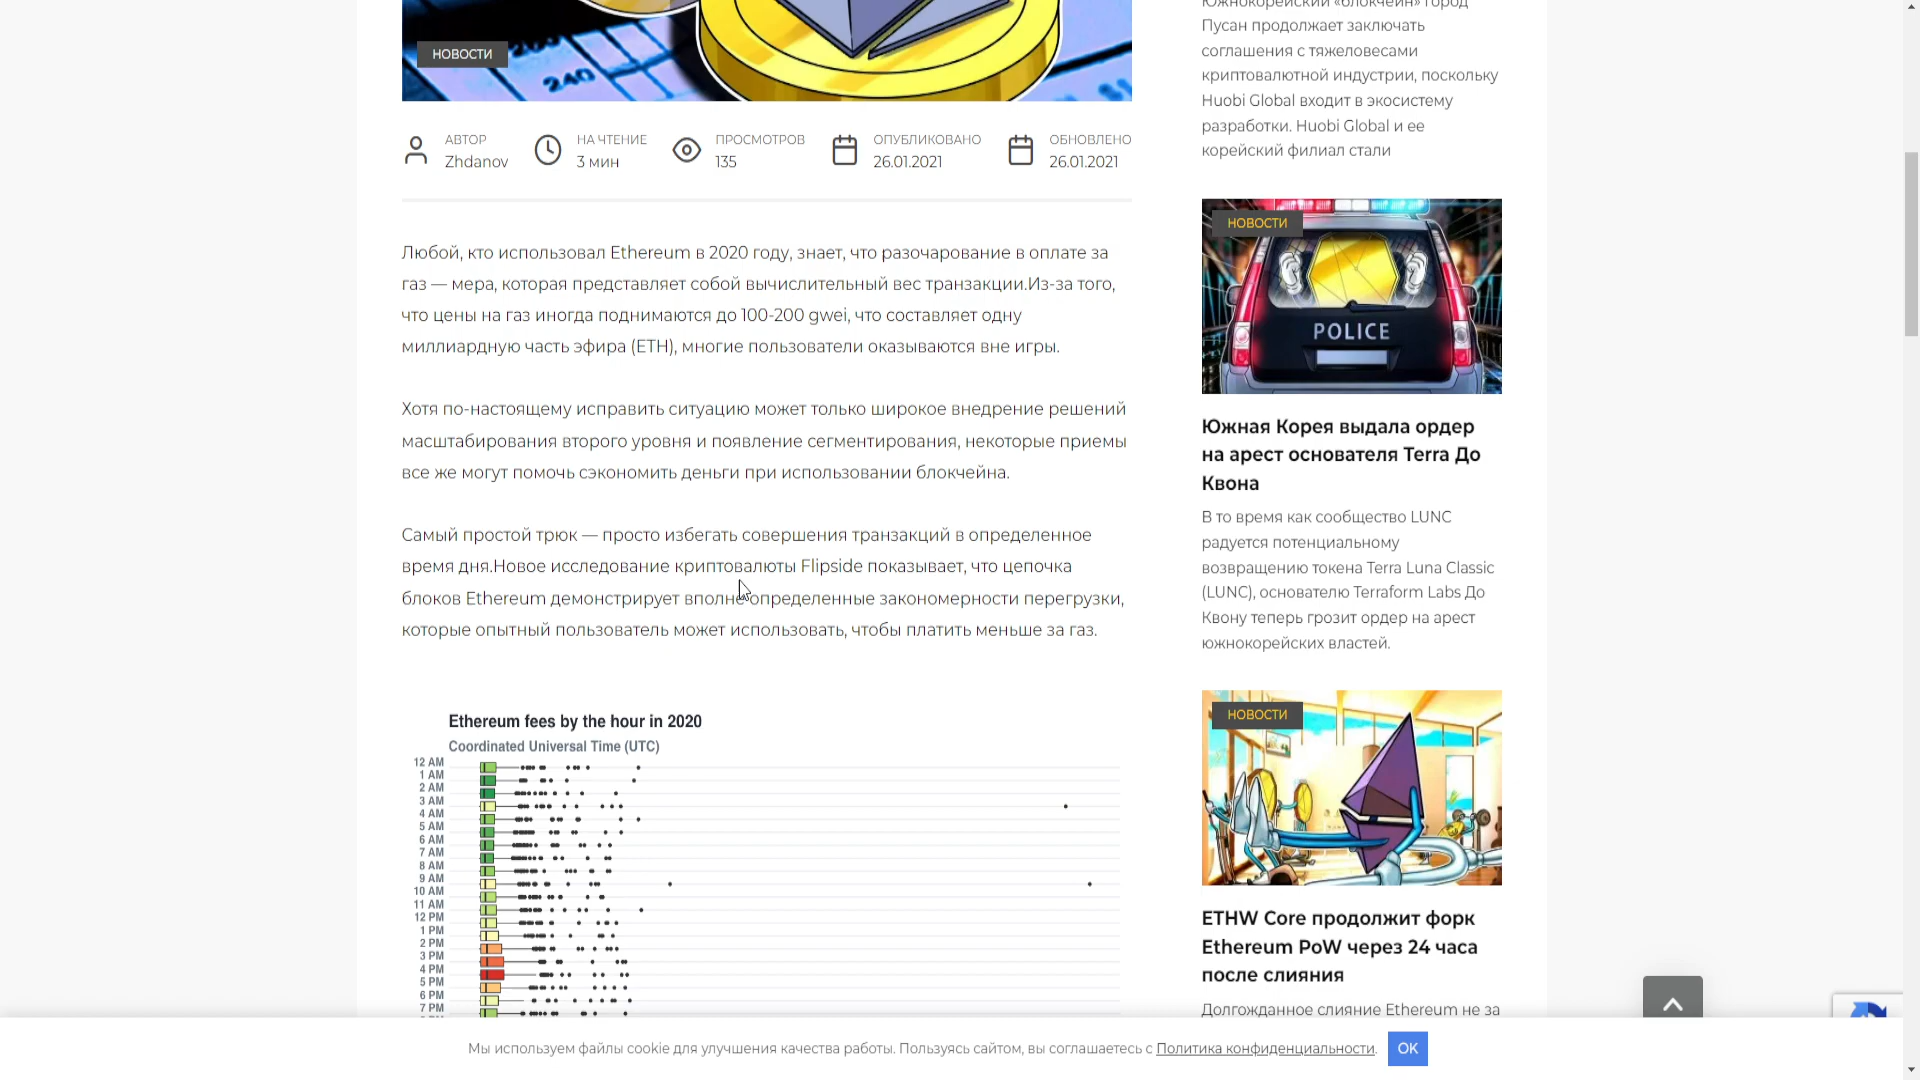 НОВОСТИ
240
АВТОР
Zhdanov
НА ЧТЕНИЕ
3 мин
ПРОСМОТРОВ
135
ОПУБЛИКОВАНО
26.01.2021
ОБНОВЛЕНО
26.01.2021
Любой, кто использовал Ethereum в 2020 году, знает, что разочарование в оплате за
газ — мера, которая представляет собой вычислительный вес транзакции.Из-за того,
что цены на газ иногда поднимаются до 100-200 gwei, что составляет одну
миллиардную часть эфира (ETH), многие пользователи оказываются вне игры.
Хотя по-настоящему исправить ситуацию может только широкое внедрение решений
масштабирования второго уровня и появление сегментирования, некоторые приемы
все же могут помочь сэкономить деньги при использовании блокчейна.
Самый простой трюк — просто избегать совершения транзакций в определенное
время дня.Новое исследование криптовалюты Flipside показывает, что цепочка
блоков Ethereum демонстрирует вполне определенные закономерности перегрузки,
которые опытный пользователь может использовать, чтобы платить меньше за газ.
Ethereum fees by the hour in 2020
Coordinated Universal Time (UTC)
12 AM
1 AM
2 AM
3 AM
4 AM
5 AM
6 AM
7 AM
8 AM
9 AM
10 AM
11 AM
12 PM
1 PM
2 PM
3 PM
4 PM
5 PM
6 PM
7 PM
Южнокорейский «блокчейн» город
Пусан продолжает заключать
соглашения с тяжеловесами
криптовалютной индустрии, поскольку
Huobi Global входит в экосистему
разработки. Huobi Global и ее
корейский филиал стали
НОВОСТИ
POLICE
Южная Корея выдала ордер
на арест основателя Terra До
Квона
В то время как сообщество LUNC
радуется потенциальному
возвращению токена Terra Luna Classic
(LUNC), основателю Terraform Labs До
Квону теперь грозит ордер на арест
южнокорейских властей.
НОВОСТИ
ETHW Core продолжит форк
Ethereum PoW через 24 часа
после слияния
Долгожданное слияние Ethereum не за
Мы используем файлы cookie для улучшения качества работы. Пользуясь сайтом, вы соглашаетесь с Политика конфиденциальности.
OK